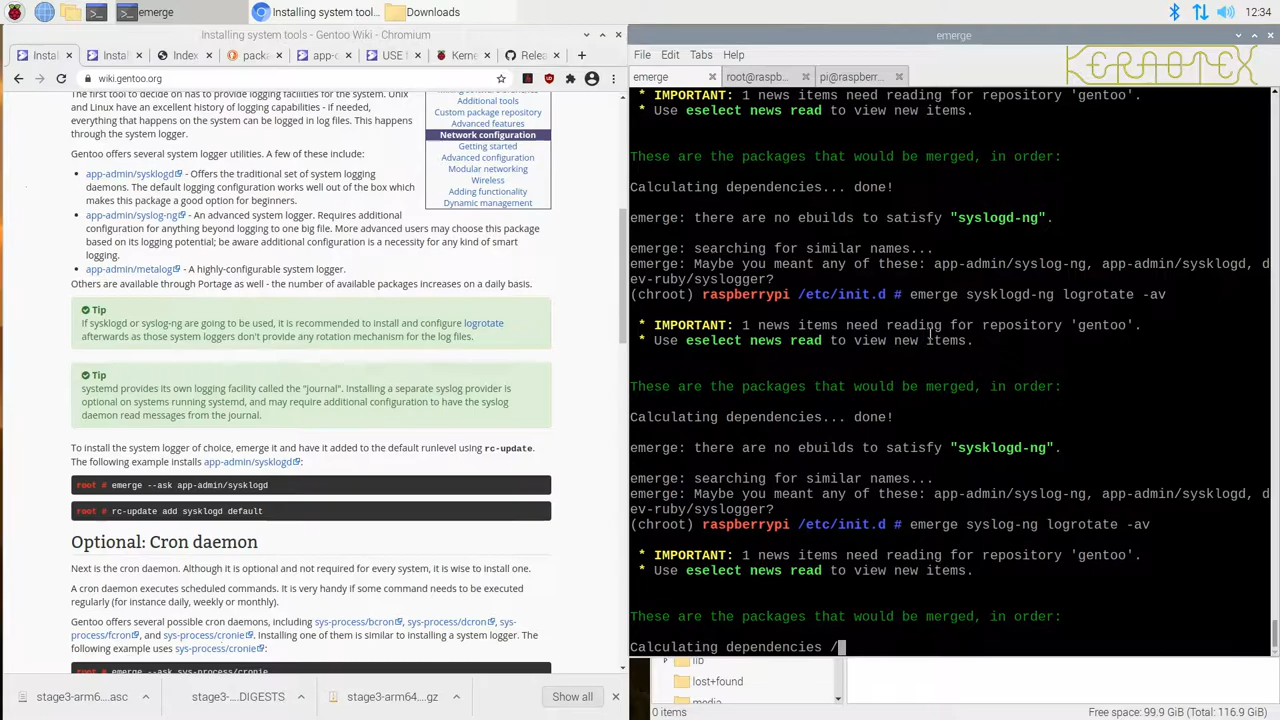 emerge
Installing system tool...
Downloads
12:34
Installing system tools - Gentoo Wiki - Chromium
Instal
Instal
Index
packa
app-
USE
Kerne
Relea
wiki.gentoo.org
The first tool to decide on has to provide logging facilities for the system. Unix
and Linux have an excellent history of logging capabilities - if needed,
everything that happens on the system can be logged in log files. This happens
through the system logger.
Gentoo offers several system logger utilities. A few of these include:
app-admin/sysklogd - Offers the traditional set of system logging
daemons. The default logging configuration works well out of the box which
makes this package a good option for beginners.
app-admin/syslog-ng - An advanced system logger. Requires additional
configuration for anything beyond logging to one big file. More advanced users may choose this package
based on its logging potential; be aware additional configuration is a necessity for any kind of smart
logging.
app-admin/metalog - A highly-configurable system logger.
Others are available through Portage as well - the number of available packages increases on a daily basis.
Additional tools
Custom package repository
Advanced features
Network configuration
Getting started
Advanced configuration
Modular networking
Wireless
Adding functionality
Dynamic management
Tip
If sysklogd or syslog-ng are going to be used, it is recommended to install and configure logrotate
afterwards as those system loggers don't provide any rotation mechanism for the log files.
Tip
systemd provides its own logging facility called the "journal". Installing a separate syslog provider is
optional on systems running systemd, and may require additional configuration to have the syslog
daemon read messages from the journal.
To install the system logger of choice, emerge it and have it added to the default runlevel using rc-update.
The following example installs app-admin/sysklogd:
root # emerge --ask app-admin/sysklogd
root # rc-update add sysklogd default
Optional: Cron daemon
Next is the cron daemon. Although it is optional and not required for every system, it is wise to install one.
A cron daemon executes scheduled commands. It is very handy if some command needs to be executed
regularly (for instance daily, weekly or monthly).
Gentoo offers several possible cron daemons, including sys-process/bcron, sys-process/dcron, sys-
process/fcron, and sys-process/cronie. Installing one of them is similar to installing a system logger. The
following example uses sys-process/cronie:
root # emerge --ask sys-process/cronie
stage3-arm6....asc
stage3-....DIGESTS
stage3-arm64....gz
Show all
emerge
File Edit Tabs Help
KEROOTEX
emerge
root@raspb...
pi@raspberr...
* IMPORTANT: 1 news items need reading for repository 'gentoo'.
* Use eselect news read to view new items.
These are the packages that would be merged, in order:
Calculating dependencies... done!
emerge: there are no ebuilds to satisfy "syslogd-ng".
emerge: searching for similar names...
emerge: Maybe you meant any of these: app-admin/syslog-ng, app-admin/sysklogd, d
ev-ruby/syslogger?
(chroot) raspberrypi /etc/init.d # emerge sysklogd-ng logrotate -av
* IMPORTANT: 1 news items need reading for repository 'gentoo'.
* Use eselect news read to view new items.
These are the packages that would be merged, in order:
Calculating dependencies... done!
emerge: there are no ebuilds to satisfy "sysklogd-ng".
emerge: searching for similar names...
emerge: Maybe you meant any of these: app-admin/syslog-ng, app-admin/sysklogd, d
ev-ruby/syslogger?
(chroot) raspberrypi /etc/init.d # emerge syslog-ng logrotate -av
* IMPORTANT: 1 news items need reading for repository 'gentoo'.
* Use eselect news read to view new items.
These are the packages that would be merged, in order:
Calculating dependencies /
lib
lost+found
media
0 items
Free space: 99.9 GiB (Total: 116.9 GiB)